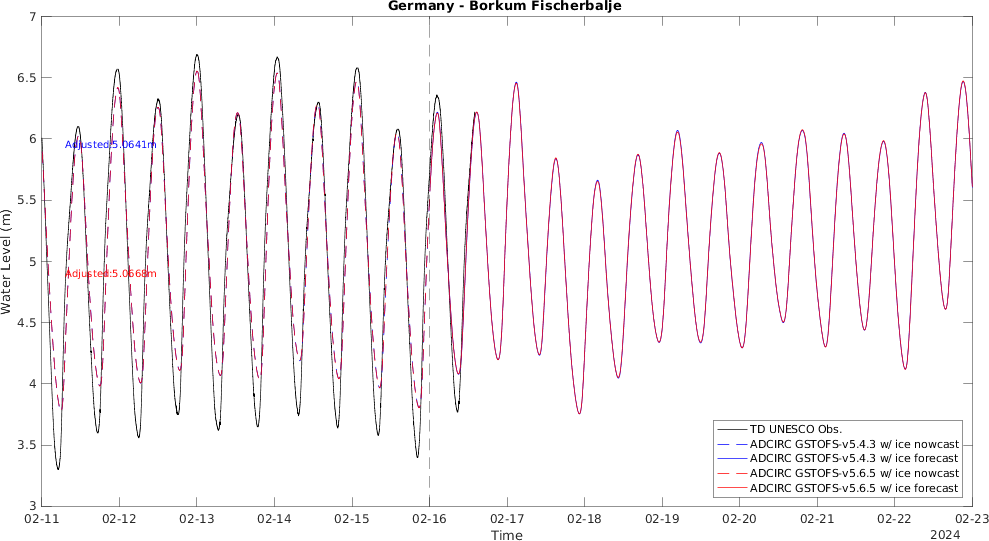 Germany - Borkum Fischerbalje
7
6.5
6
5.5
5
4.5
4
3.5
3
Water Level (m)
Adjusted:5.0641m
Adjusted:5.0668m
TD UNESCO Obs.
ADCIRC GSTOFS-v5.4.3 w/ ice nowcast
ADCIRC GSTOFS-v5.4.3 w/ ice forecast
ADCIRC GSTOFS-v5.6.5 w/ ice nowcast
ADCIRC GSTOFS-v5.6.5 w/ ice forecast
02-11 02-12 02-13 02-14 02-15 02-16 02-17 02-18 02-19 02-20 02-21 02-22 02-23
Time
2024